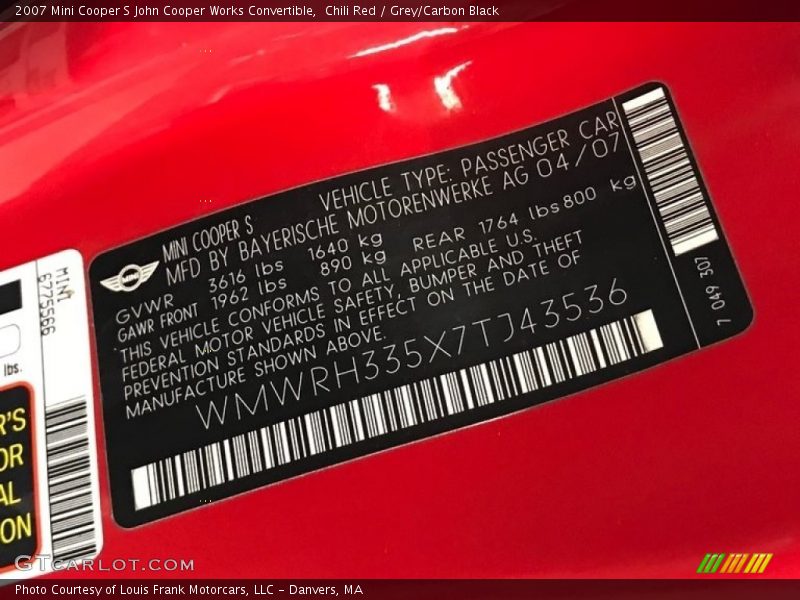 2007 Mini Cooper S John Cooper Works Convertible,  Chili Red / Grey/Carbon Black
MINI
MINI COOPER S VEHICLE TYPE: PASSENGER CAR
MFD BY BAYERISCHE MOTORENWERKE AG 04/07
GVWR 3616 lbs 1640 kg
GAWR FRONT 1962 lbs 890 kg REAR 1764 lbs 800 kg
THIS VEHICLE CONFORMS TO ALL APPLICABLE U.S.
FEDERAL MOTOR VEHICLE SAFETY, BUMPER AND THEFT
PREVENTION STANDARDS IN EFFECT ON THE DATE OF
MANUFACTURE SHOWN ABOVE.
WMWRH335X7TJ43536
7 049 307
MINI
6775566
lbs.
R'S
OR
AL
ON
GTCARLOT.COM
Photo Courtesy of Louis Frank Motorcars, LLC - Danvers, MA